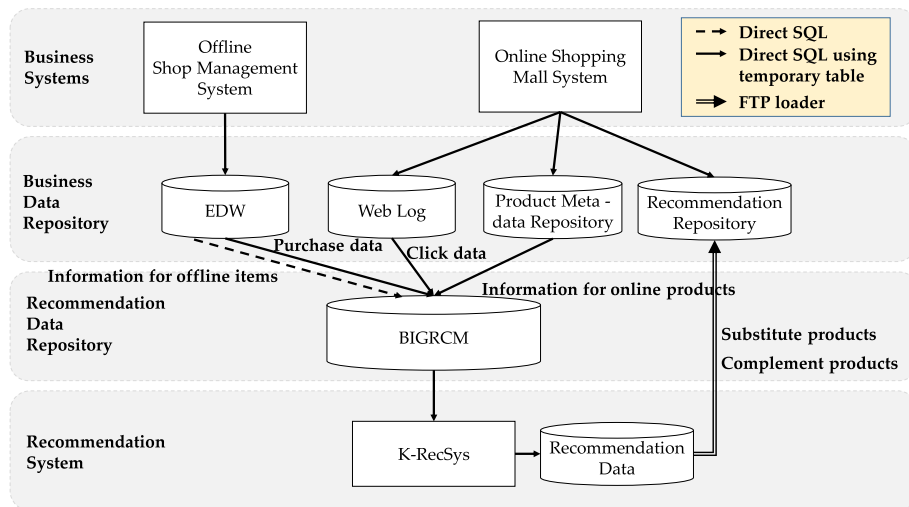 Business
Systems
Offline
Shop Management
System
Online Shopping
Mall System
Direct SQL
Direct SQL using
temporary table
FTP loader
Business
Data
Repository
EDW
Web Log
Product Meta -
data Repository
Recommendation
Repository
Purchase data
Click data
Information for offline items
Information for online products
Recommendation
Data
Repository
BIGRCM
Substitute products
Complement products
Recommendation
System
K-RecSys
Recommendation
Data